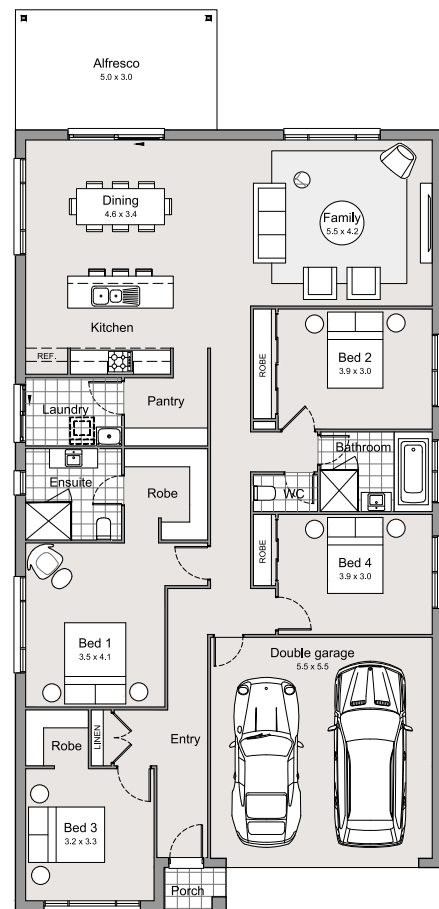 Alfresco
5.0 x 3.0
Dining
4.6 x 3.4
Family
5.5 x 4.2
Kitchen
REF.
ROBE
Bed 2
3.9 x 3.0
Laundry
Pantry
Bathroom
Ensuite
Robe
WC
ROBE
Bed 4
3.9 x 3.0
Bed 1
3.5 x 4.1
Double garage
5.5 x 5.5
Robe
LINEN
Entry
Bed 3
3.2 x 3.3
Porch